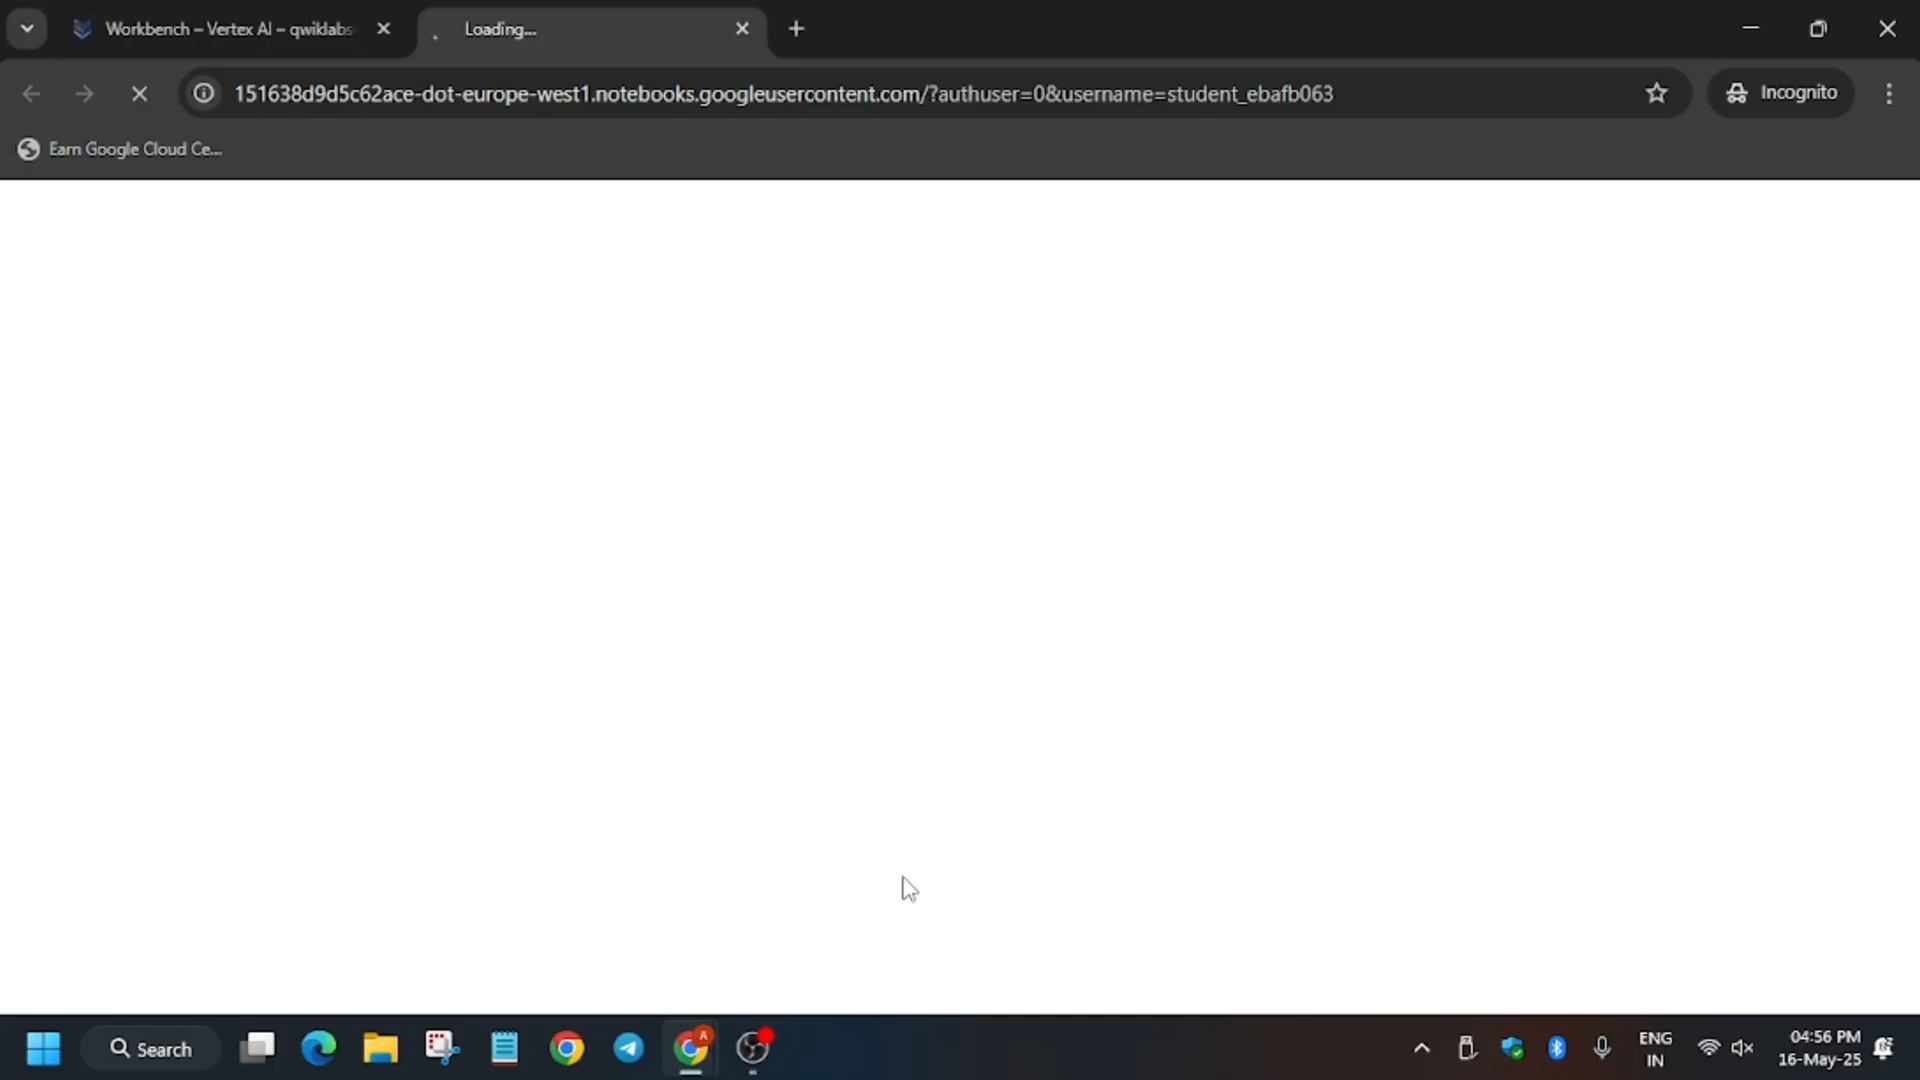 Workbench – Vertex AI – qwiklabs-
Loading...
151638d9d5c62ace-dot-europe-west1.notebooks.googleusercontent.com/?authuser=0&username=student_ebafb063
Incognito
Earn Google Cloud Ce...
Search
A
ENG
IN
04:56 PM
16-May-25